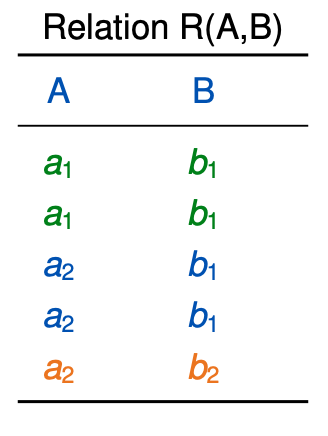 Relation R(A,B)
A B
a₁ b₁
a₁ b₁
a₂ b₁
a₂ b₁
a₂ b₂